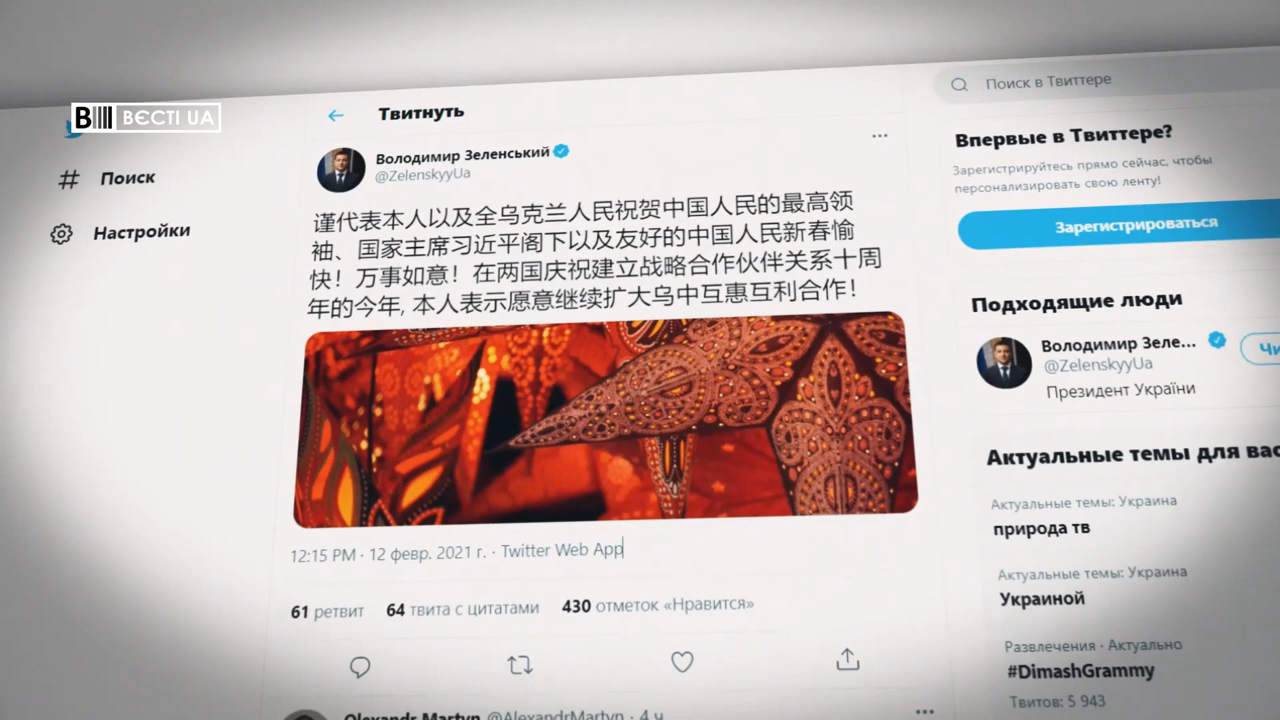 ВЄСТІ UA
Поиск
Настройки
Твитнуть
Володимир Зеленський
@ZelenskyyUa
谨代表本人以及全乌克兰人民祝贺中国人民的最高领
袖、国家主席习近平阁下以及友好的中国人民新春愉
快！万事如意！在两国庆祝建立战略合作伙伴关系十周
年的今年, 本人表示愿意继续扩大乌中互惠互利合作！
12:15 PM · 12 февр. 2021 г. · Twitter Web App
61 ретвит 64 твита с цитатами 430 отметок «Нравится»
Olexandr Martyn @AlexandrMartyn · 4 ч
Поиск в Твиттере
Впервые в Твиттере?
Зарегистрируйтесь прямо сейчас, чтобы
персонализировать свою ленту!
Зарегистрироваться
Подходящие люди
Володимир Зеле...
@ZelenskyyUa
Чи
Президент України
Актуальные темы для вас
Актуальные темы: Украина
природа тв
Актуальные темы: Украина
Украиной
Развлечения · Актуально
#DimashGrammy
Твитов: 5 943